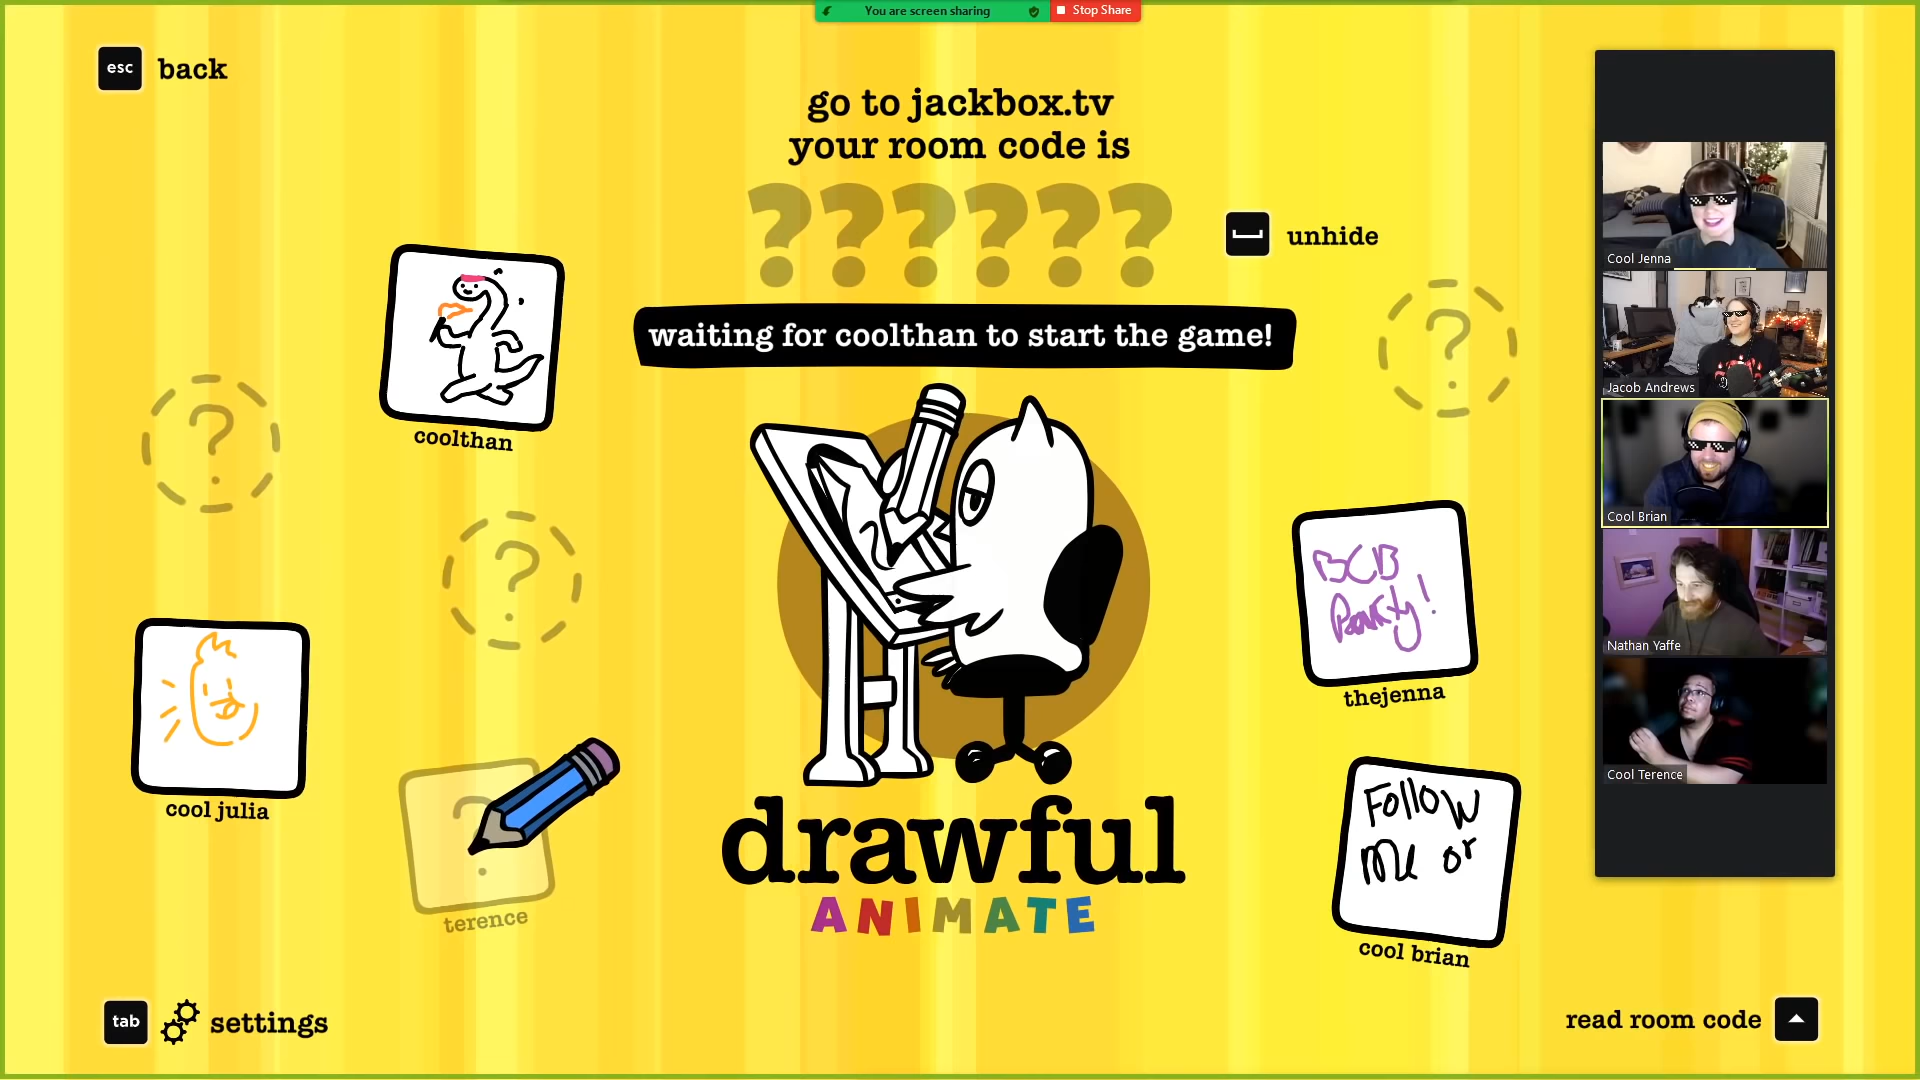 You are screen sharing
Stop Share
esc back
go to jackbox.tv
your room code is
??????
unhide
waiting for coolthan to start the game!
coolthan
cool julia
terence
BCB
Party!
thejenna
Follow
me or
cool brian
drawful
ANIMATE
tab settings
read room code
Cool Jenna
Jacob Andrews
Cool Brian
Nathan Yaffe
Cool Terence